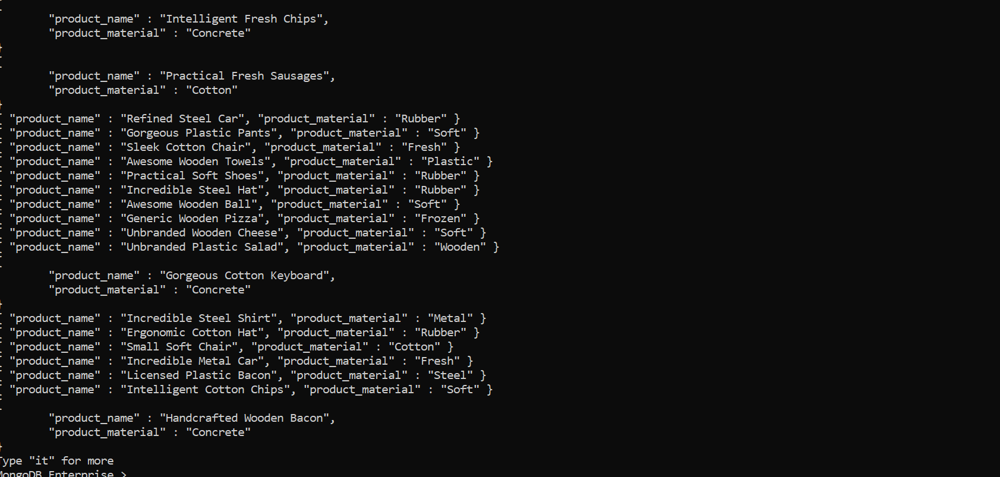 {
"product_name" : "Intelligent Fresh Chips",
"product_material" : "Concrete"
}
{
"product_name" : "Practical Fresh Sausages",
"product_material" : "Cotton"
}
{ "product_name" : "Refined Steel Car", "product_material" : "Rubber" }
{ "product_name" : "Gorgeous Plastic Pants", "product_material" : "Soft" }
{ "product_name" : "Sleek Cotton Chair", "product_material" : "Fresh" }
{ "product_name" : "Awesome Wooden Towels", "product_material" : "Plastic" }
{ "product_name" : "Practical Soft Shoes", "product_material" : "Rubber" }
{ "product_name" : "Incredible Steel Hat", "product_material" : "Rubber" }
{ "product_name" : "Awesome Wooden Ball", "product_material" : "Soft" }
{ "product_name" : "Generic Wooden Pizza", "product_material" : "Frozen" }
{ "product_name" : "Unbranded Wooden Cheese", "product_material" : "Soft" }
{ "product_name" : "Unbranded Plastic Salad", "product_material" : "Wooden" }
{
"product_name" : "Gorgeous Cotton Keyboard",
"product_material" : "Concrete"
}
{ "product_name" : "Incredible Steel Shirt", "product_material" : "Metal" }
{ "product_name" : "Ergonomic Cotton Hat", "product_material" : "Rubber" }
{ "product_name" : "Small Soft Chair", "product_material" : "Cotton" }
{ "product_name" : "Incredible Metal Car", "product_material" : "Fresh" }
{ "product_name" : "Licensed Plastic Bacon", "product_material" : "Steel" }
{ "product_name" : "Intelligent Cotton Chips", "product_material" : "Soft" }
{
"product_name" : "Handcrafted Wooden Bacon",
"product_material" : "Concrete"
}
Type "it" for more
MongoDB Enterprise >